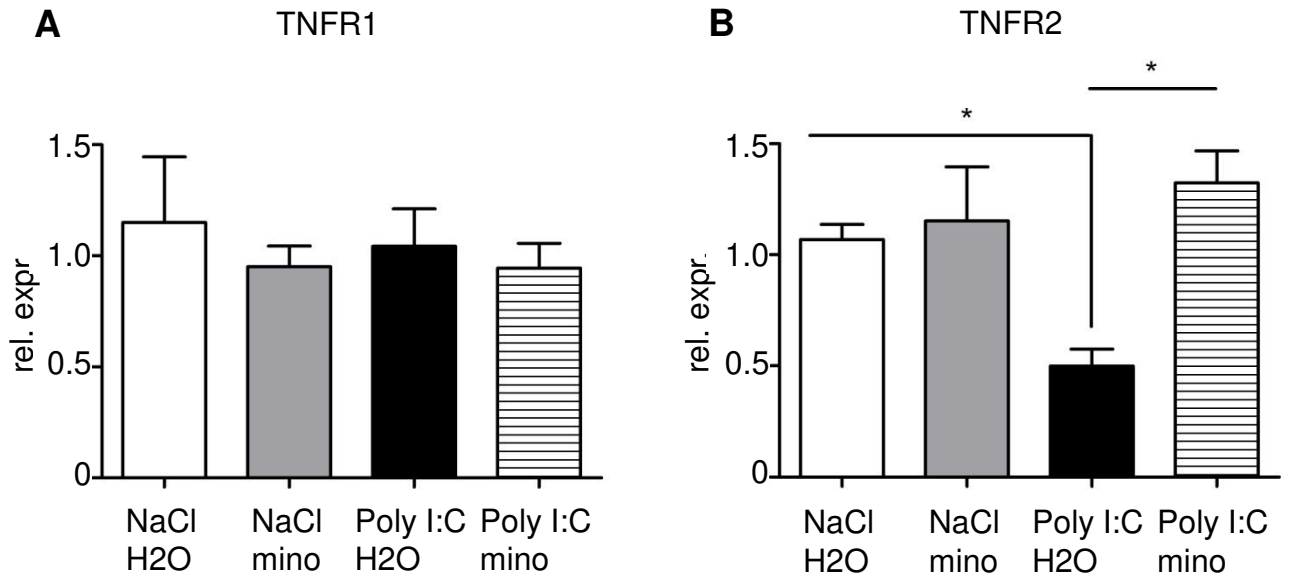 A
TNFR1
1.5
1.0
0.5
0
rel. expr
NaCl H2O
NaCl mino
Poly I:C H2O
Poly I:C mino
B
TNFR2
*
*
1.5
1.0
0.5
0
rel. expr.
NaCl H2O
NaCl mino
Poly I:C H2O
Poly I:C mino